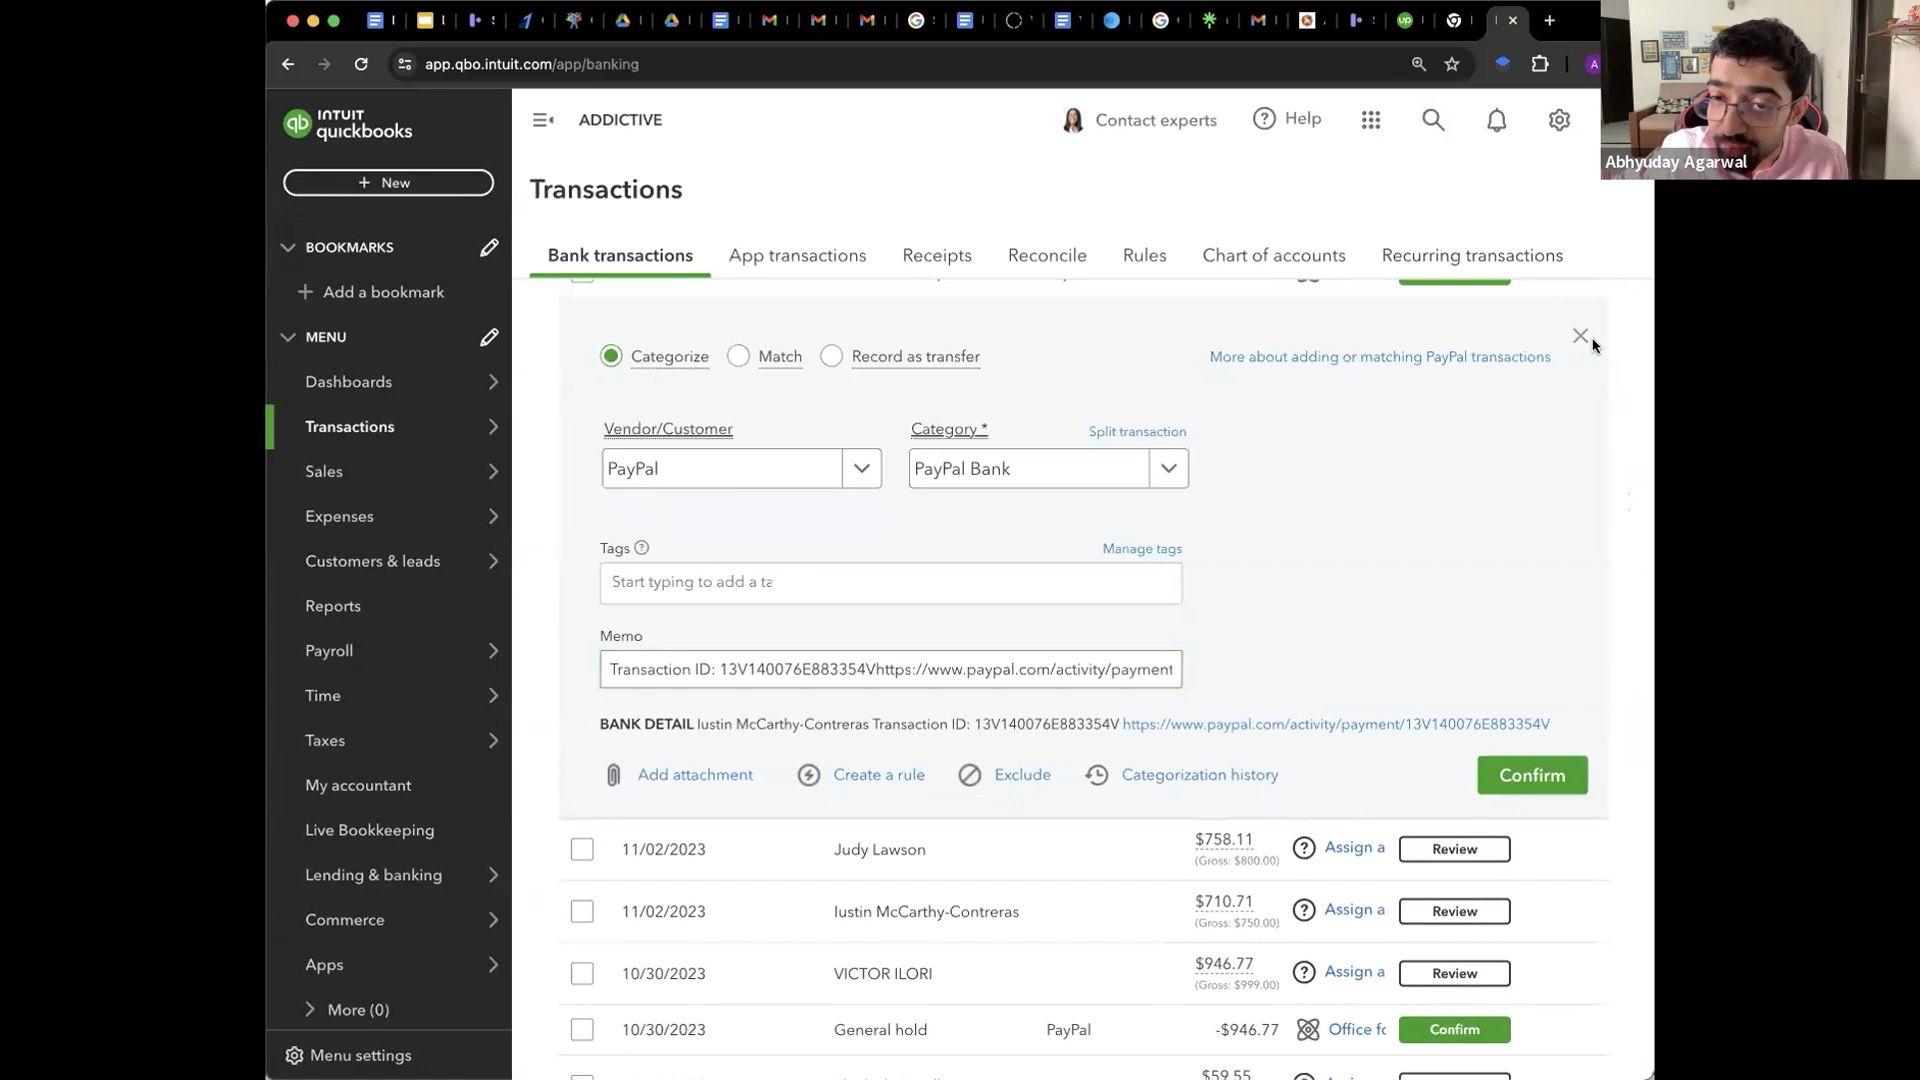 app.qbo.intuit.com/app/banking
A
Abhyuday Agarwal
qb INTUIT quickbooks
+ New
BOOKMARKS
+ Add a bookmark
MENU
Dashboards
Transactions
Sales
Expenses
Customers & leads
Reports
Payroll
Time
Taxes
My accountant
Live Bookkeeping
Lending & banking
Commerce
Apps
More (0)
Menu settings
ADDICTIVE
Contact experts
Help
Transactions
Bank transactions App transactions Receipts Reconcile Rules Chart of accounts Recurring transactions
Categorize Match Record as transfer More about adding or matching PayPal transactions
Vendor/Customer Category * Split transaction
PayPal PayPal Bank
Tags ? Manage tags
Start typing to add a ta
Memo
Transaction ID: 13V140076E883354Vhttps://www.paypal.com/activity/payment
BANK DETAIL Iustin McCarthy-Contreras Transaction ID: 13V140076E883354V https://www.paypal.com/activity/payment/13V140076E883354V
Add attachment Create a rule Exclude Categorization history Confirm
11/02/2023 Judy Lawson $758.11 (Gross: $800.00) ? Assign a Review
11/02/2023 Iustin McCarthy-Contreras $710.71 (Gross: $750.00) ? Assign a Review
10/30/2023 VICTOR ILORI $946.77 (Gross: $999.00) ? Assign a Review
10/30/2023 General hold PayPal -$946.77 Office fo Confirm
$59.55